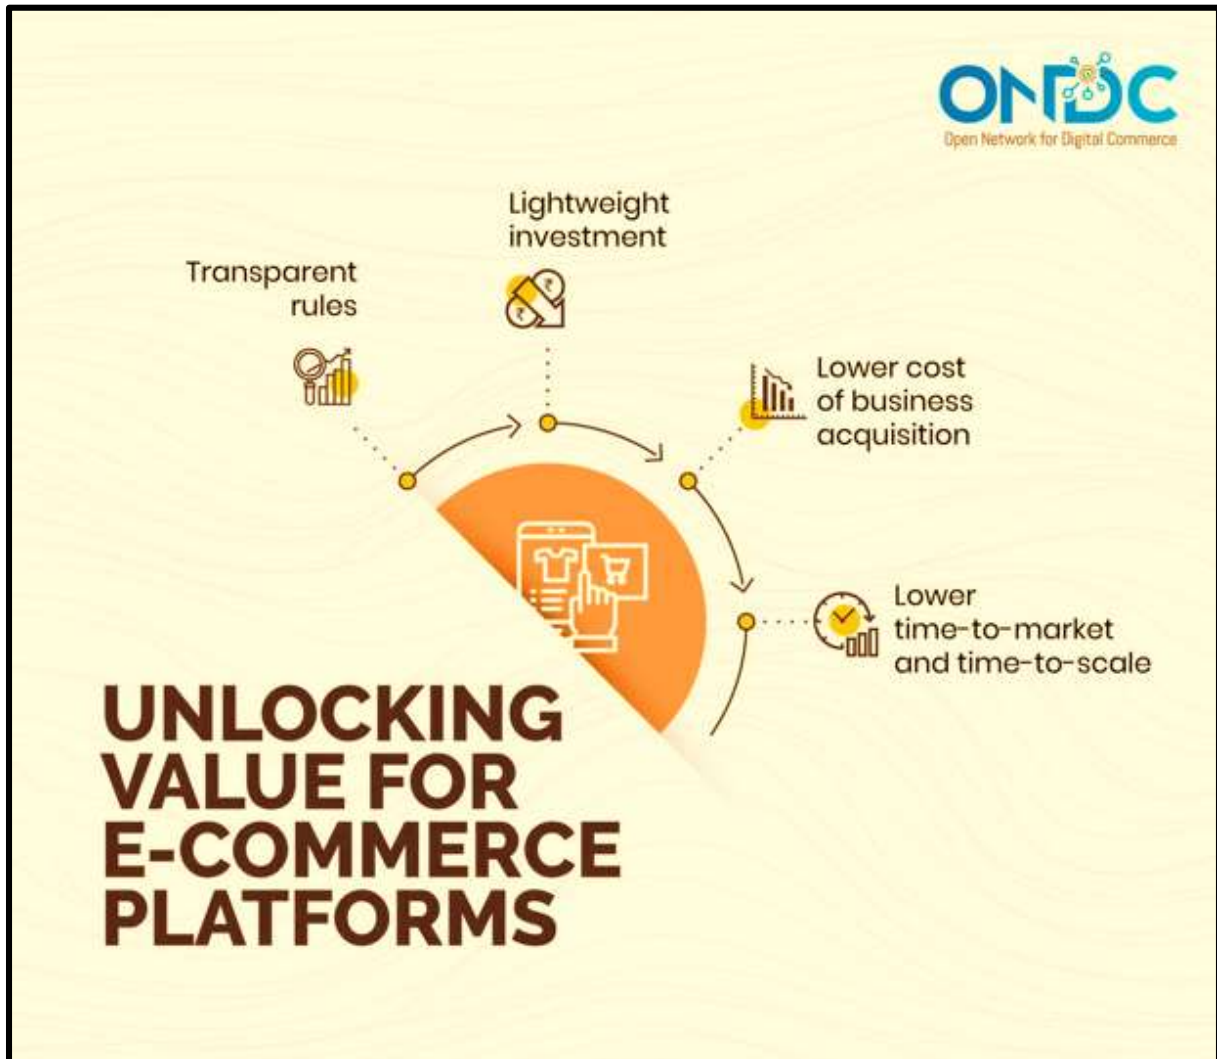 ONDC
Open Network for Digital Commerce
Lightweight
investment
Transparent
rules
Lower cost
of business
acquisition
Lower
time-to-market
and time-to-scale
UNLOCKING
VALUE FOR
E-COMMERCE
PLATFORMS